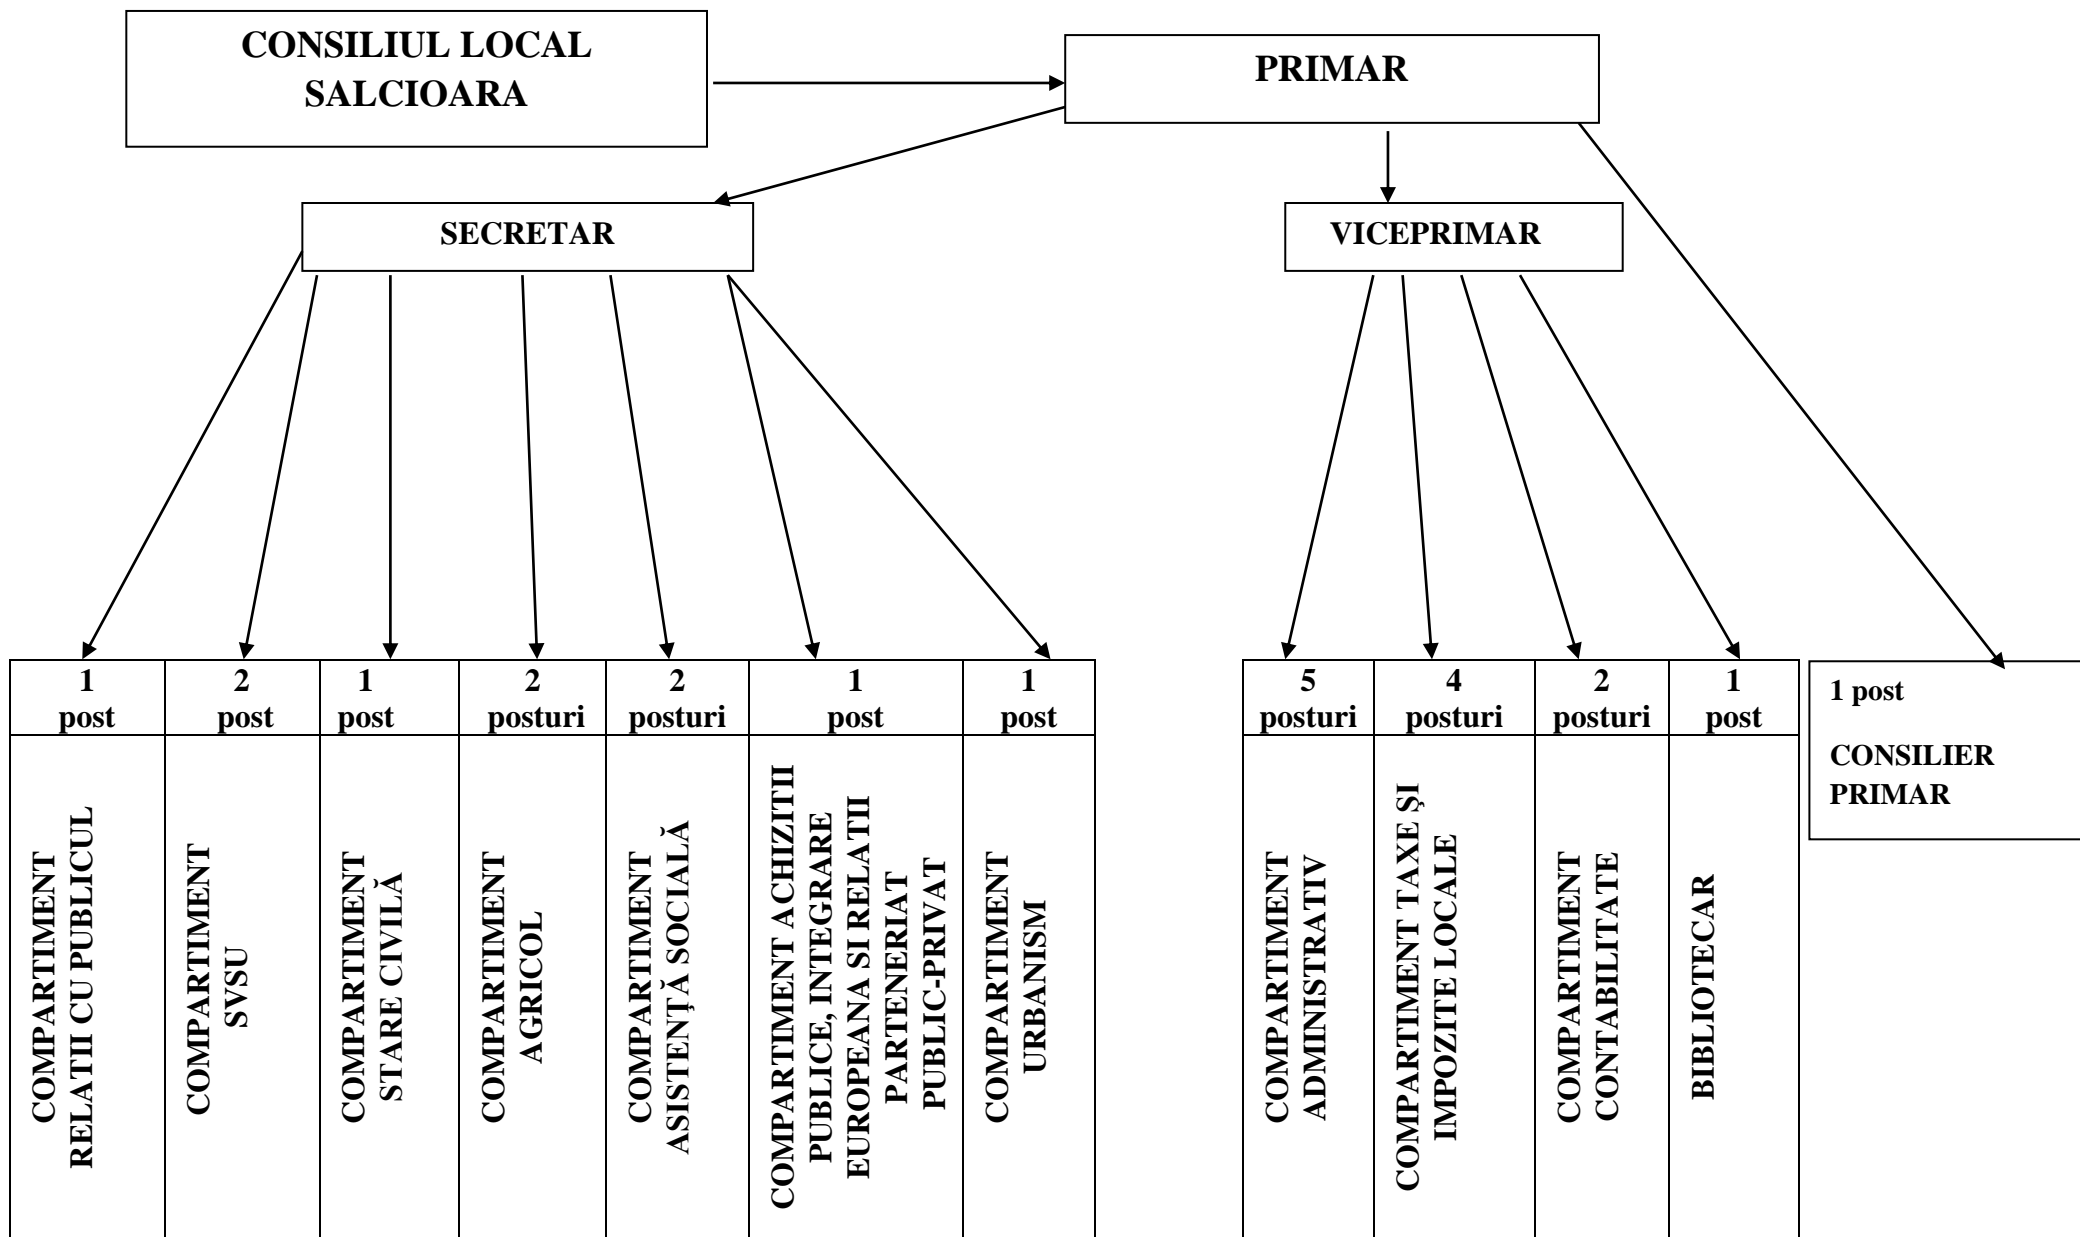 CONSILIUL LOCAL
SALCIOARA
PRIMAR
SECRETAR
VICEPRIMAR
1
post
2
post
1
post
2
posturi
2
posturi
1
post
1
post
5
posturi
4
posturi
2
posturi
1
post
1 post
CONSILIER
PRIMAR
COMPARTIMENT
RELATII CU PUBLICUL
COMPARTIMENT
SVSU
COMPARTIMENT
STARE CIVILĂ
COMPARTIMENT
AGRICOL
COMPARTIMENT
ASISTENŢĂ SOCIALĂ
COMPARTIMENT ACHIZITII
PUBLICE, INTEGRARE
EUROPEANA SI RELATII
PARTENERIAT
PUBLIC-PRIVAT
COMPARTIMENT
URBANISM
COMPARTIMENT
ADMINISTRATIV
COMPARTIMENT TAXE ŞI
IMPOZITE LOCALE
COMPARTIMENT
CONTABILITATE
BIBLIOTECAR